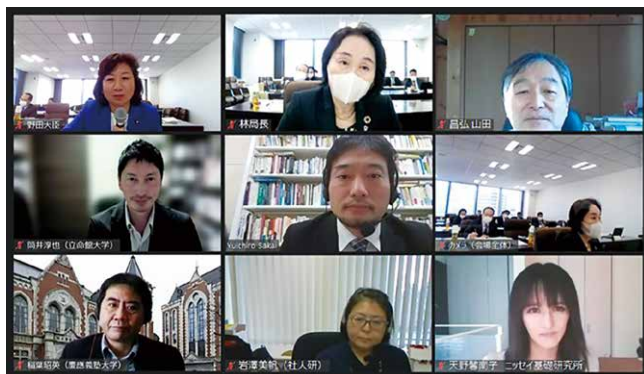 野田大臣
林局長
昌弘 山田
筒井淳也（立命館大学）
Yuichiro Sakai
カメラ（会場全体）
稲葉昭英（慶應義塾大学）
岩澤美帆（社人研）
天野馨南子 ニッセイ基礎研究所